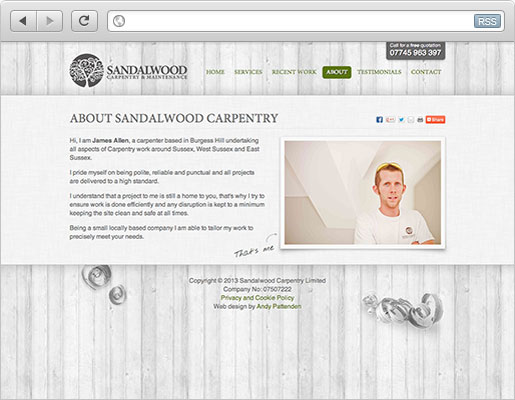 RSS
Call for a free quotation
07745 963 397
SANDALWOOD
CARPENTRY & MAINTENANCE
HOME SERVICES RECENT WORK ABOUT TESTIMONIALS CONTACT
ABOUT SANDALWOOD CARPENTRY
Share
Hi, I am James Allen, a carpenter based in Burgess Hill undertaking
all aspects of Carpentry work around Sussex, West Sussex and East
Sussex.
I pride myself on being polite, reliable and punctual and all projects
are delivered to a high standard.
I understand that a project to me is still a home to you, that's why I try to
ensure work is done efficiently and any disruption is kept to a minimum
keeping the site clean and safe at all times.
Being a small locally based company I am able to tailor my work to
precisely meet your needs.
That's me
Copyright © 2013 Sandalwood Carpentry Limited
Company No: 07507222
Privacy and Cookie Policy
Web design by Andy Pattenden